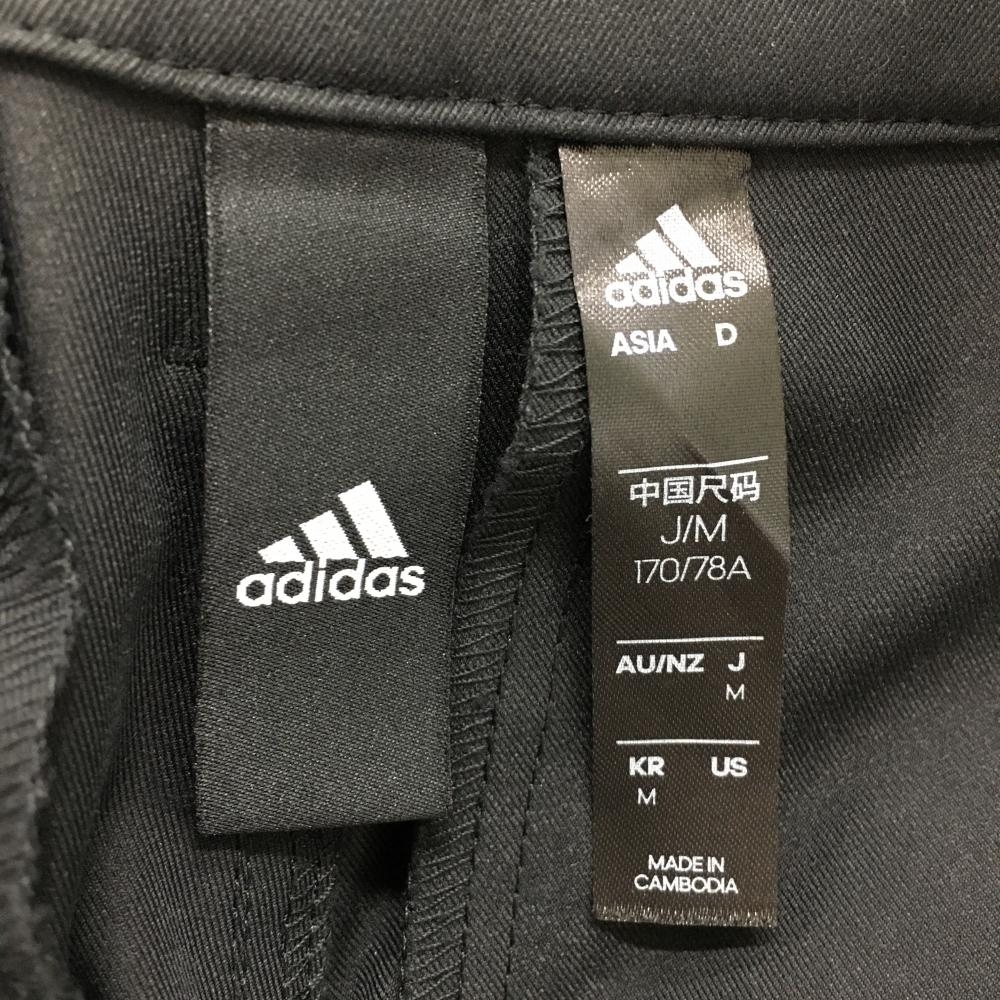 adidas
adidas
ASIA D
中国尺码
J/M
170/78A
AU/NZ J
M
KR US
M
MADE IN
CAMBODIA